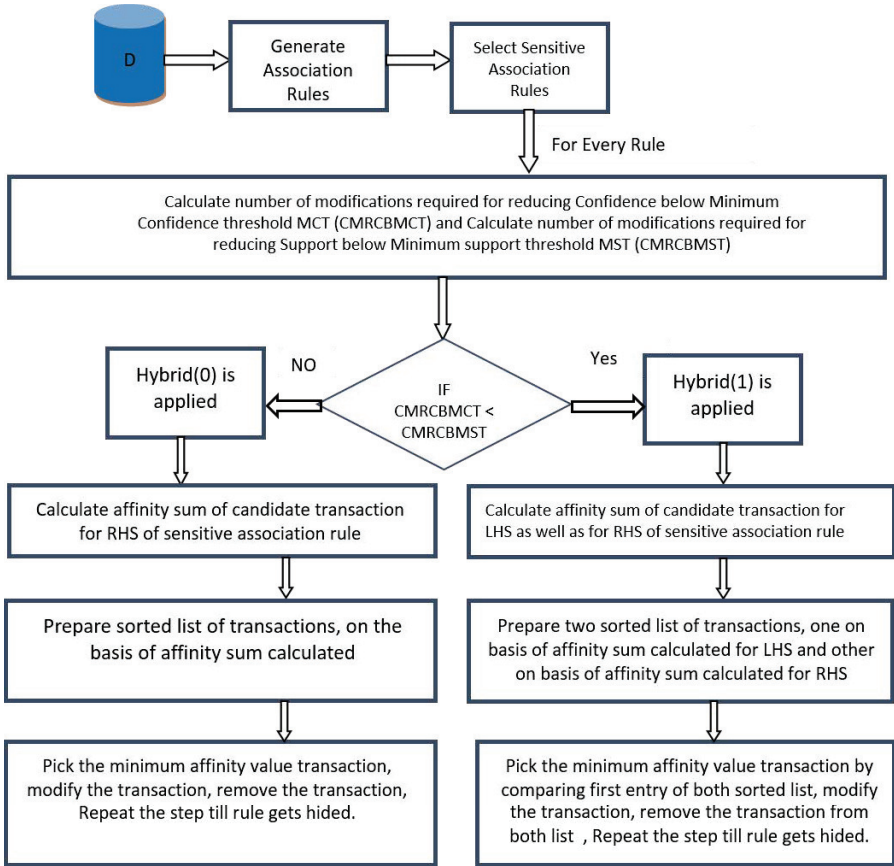 D
Generate
Association
Rules
Select Sensitive
Association
Rules
For Every Rule
Calculate number of modifications required for reducing Confidence below Minimum
Confidence threshold MCT (CMRCBMCT) and Calculate number of modifications required for
reducing Support below Minimum support threshold MST (CMRCBMST)
IF
CMRCBMCT <
CMRCBMST
NO
Hybrid(0) is
applied
Calculate affinity sum of candidate transaction
for RHS of sensitive association rule
Prepare sorted list of transactions, on the
basis of affinity sum calculated
Pick the minimum affinity value transaction,
modify the transaction, remove the transaction,
Repeat the step till rule gets hided.
Yes
Hybrid(1) is
applied
Calculate affinity sum of candidate transaction for
LHS as well as for RHS of sensitive association rule
Prepare two sorted list of transactions, one on
basis of affinity sum calculated for LHS and other
on basis of affinity sum calculated for RHS
Pick the minimum affinity value transaction by
comparing first entry of both sorted list, modify
the transaction, remove the transaction from
both list , Repeat the step till rule gets hided.